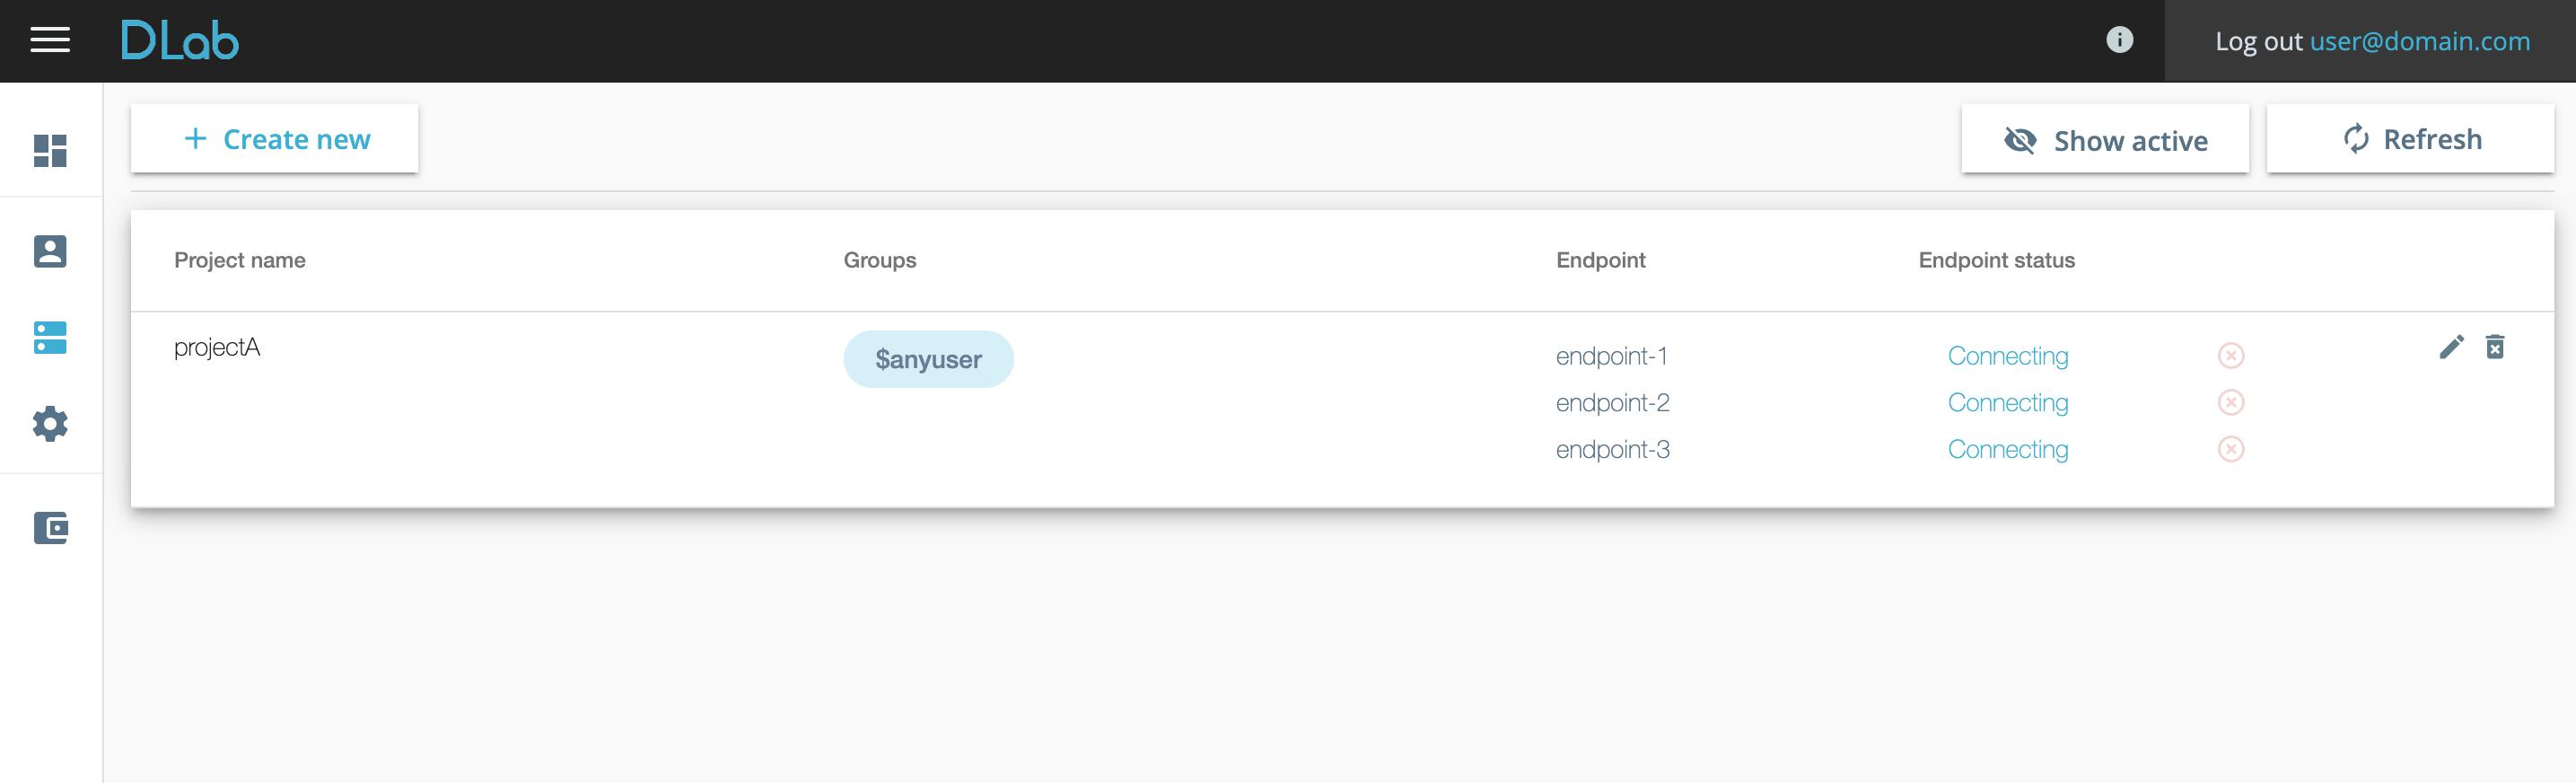 DLab
Log out user@domain.com
Create new
Show active
Refresh
Project name Groups Endpoint Endpoint status
projectA $anyuser endpoint-1 Connecting
endpoint-2 Connecting
endpoint-3 Connecting